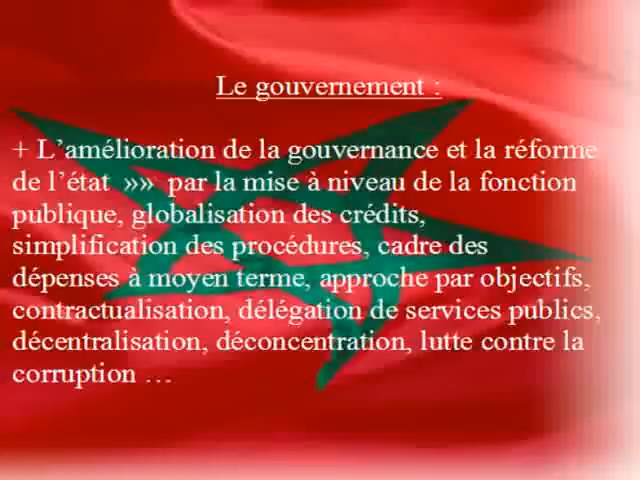 Le gouvernement :
+ L’amélioration de la gouvernance et la réforme
de l’état »» par la mise à niveau de la fonction
publique, globalisation des crédits,
simplification des procédures, cadre des
dépenses à moyen terme, approche par objectifs,
contractualisation, délégation de services publics,
décentralisation, déconcentration, lutte contre la
corruption …